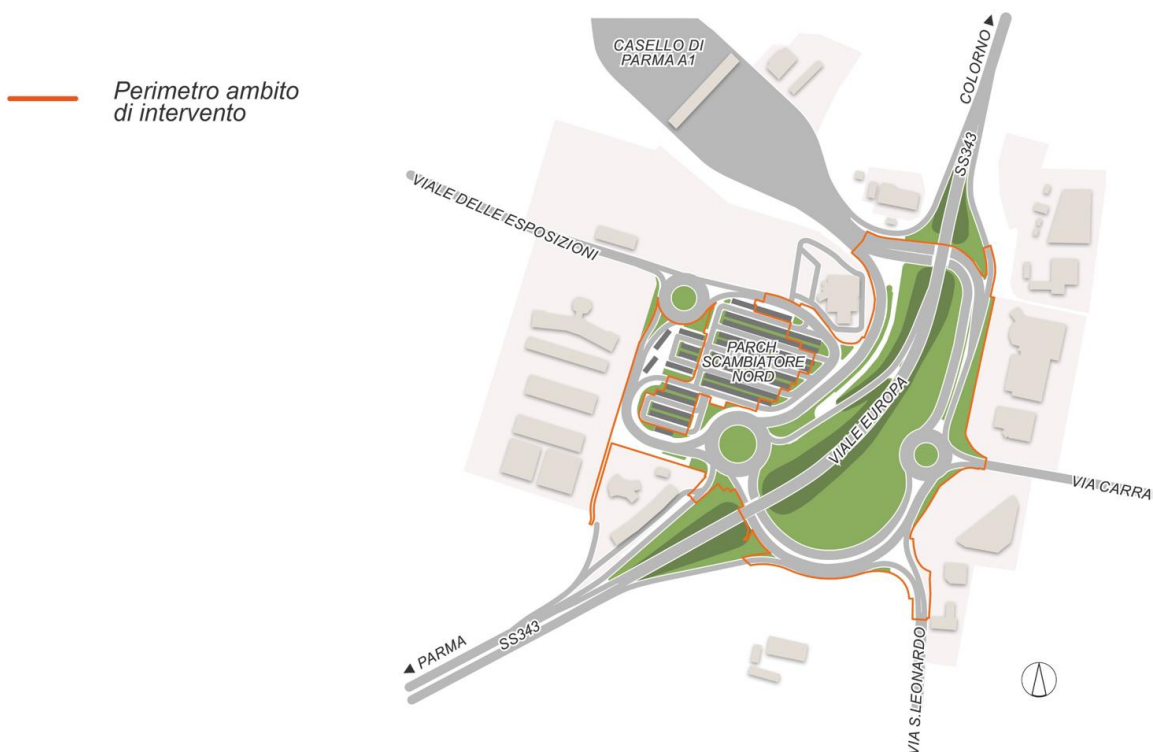 Perimetro ambito
di intervento
CASELLO DI
PARMA A1
COLORNO
SS343
VIALE DELLE ESPOSIZIONI
PARCH.
SCAMBIATORE
NORD
VIALE EUROPA
VIA CARRA
PARMA
SS343
VIA S.LEONARDO